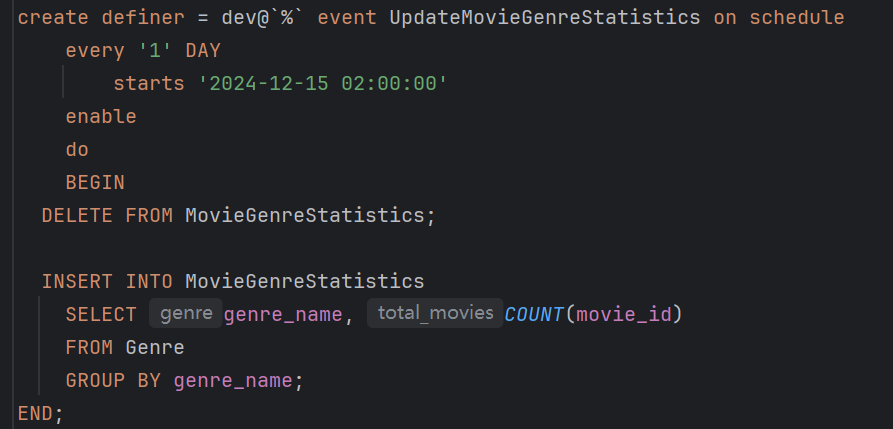 create definer = dev@`%` event UpdateMovieGenreStatistics on schedule
every '1' DAY
starts '2024-12-15 02:00:00'
enable
do
BEGIN
DELETE FROM MovieGenreStatistics;
INSERT INTO MovieGenreStatistics
SELECT genre genre_name, total_movies COUNT(movie_id)
FROM Genre
GROUP BY genre_name;
END;